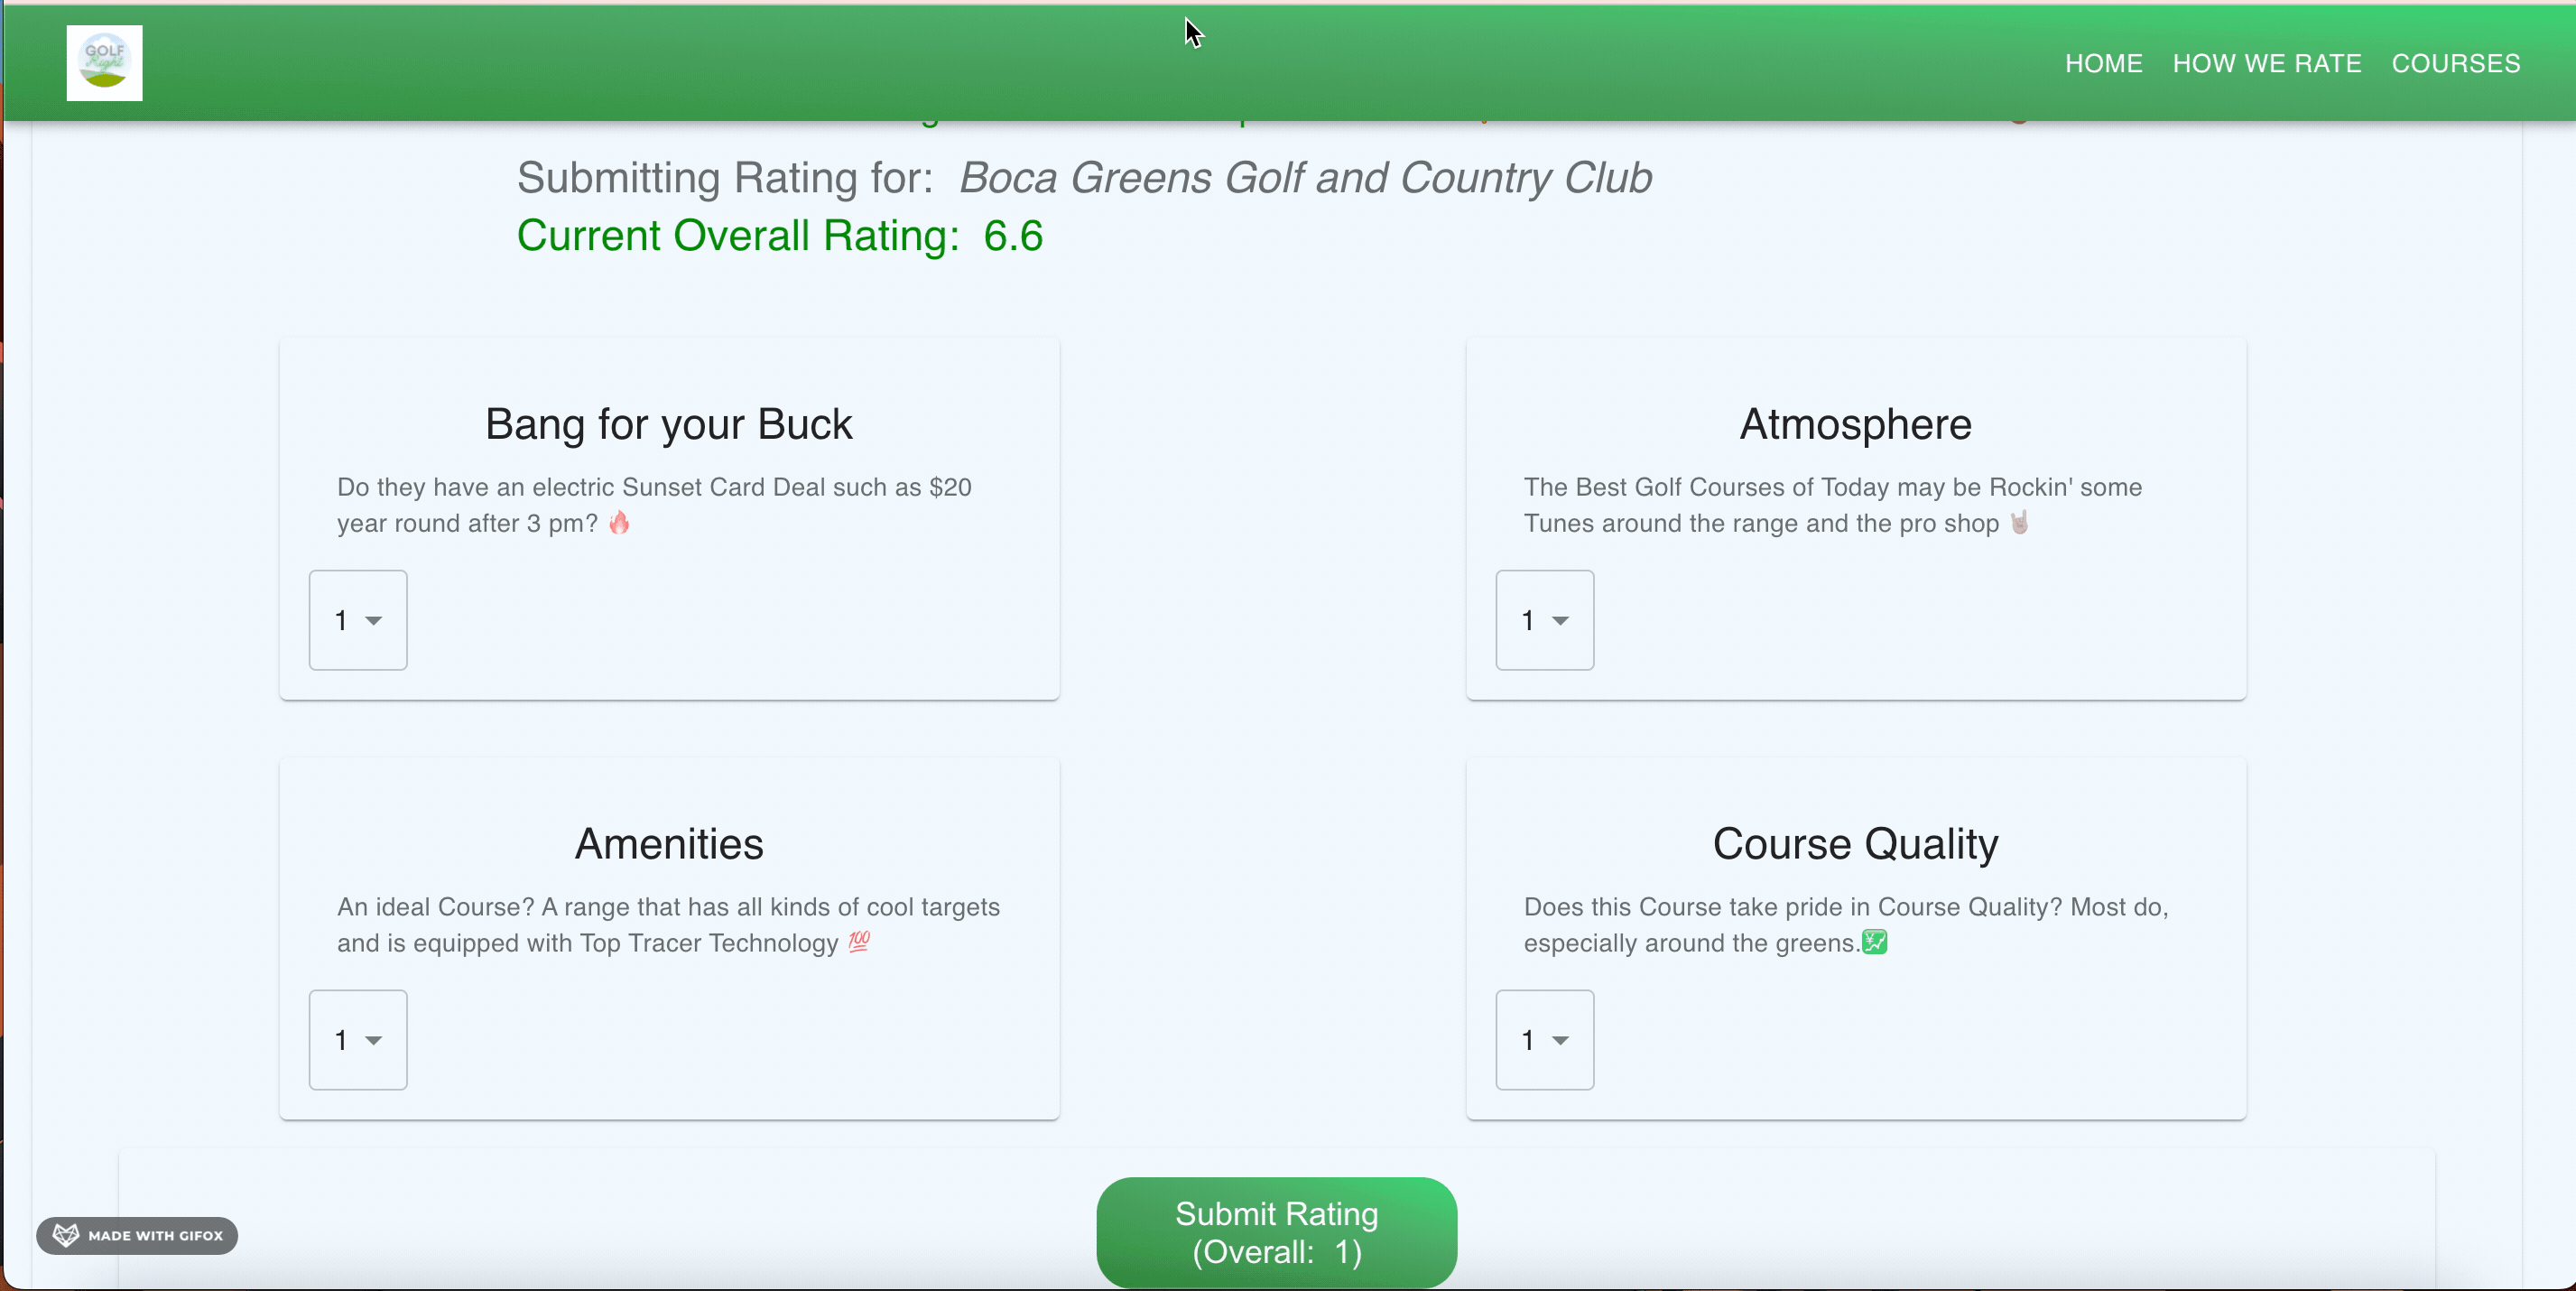 GOLF
Right
HOME HOW WE RATE COURSES
Submitting Rating for: Boca Greens Golf and Country Club
Current Overall Rating: 6.6
Bang for your Buck
Do they have an electric Sunset Card Deal such as $20
year round after 3 pm? 🔥
1
Atmosphere
The Best Golf Courses of Today may be Rockin' some
Tunes around the range and the pro shop 🤘
1
Amenities
An ideal Course? A range that has all kinds of cool targets
and is equipped with Top Tracer Technology 💯
1
Course Quality
Does this Course take pride in Course Quality? Most do,
especially around the greens.💹
1
Submit Rating
(Overall: 1)
MADE WITH GIFOX